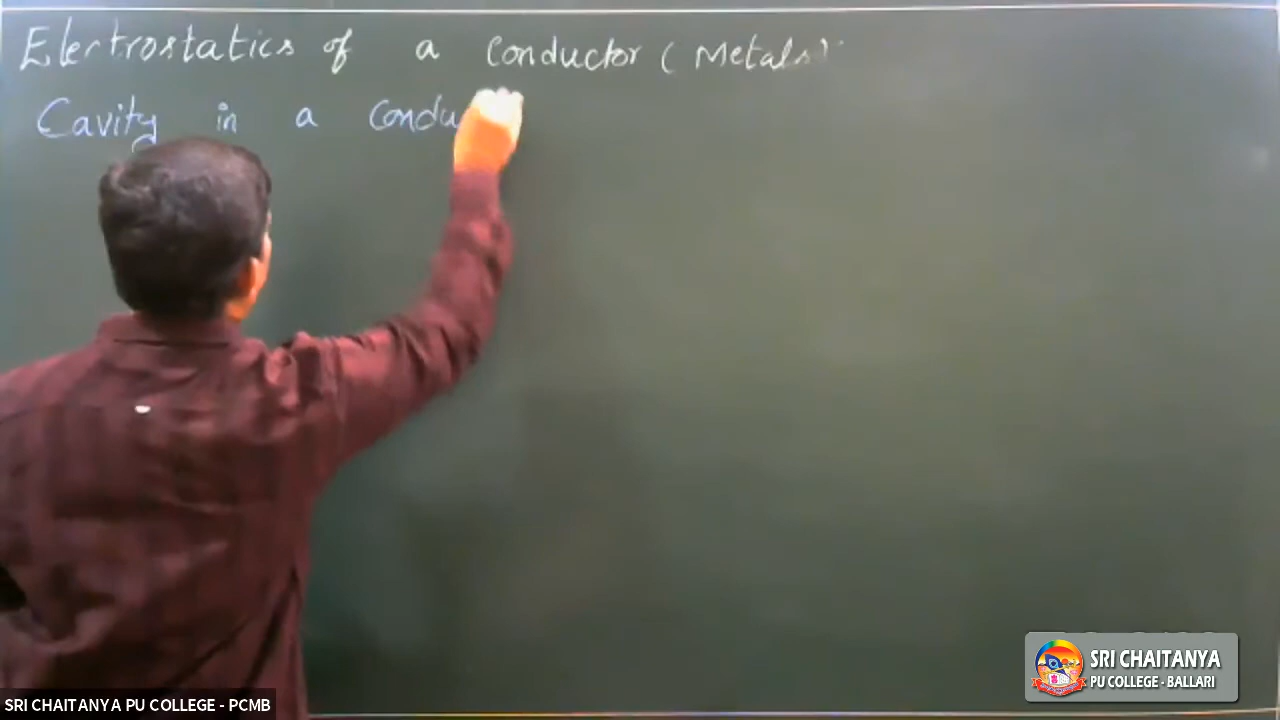 Electrostatics of a Conductor (Metals)
Cavity in a Condu
SRI CHAITANYA
PU COLLEGE - BALLARI
SRI CHAITANYA PU COLLEGE - PCMB